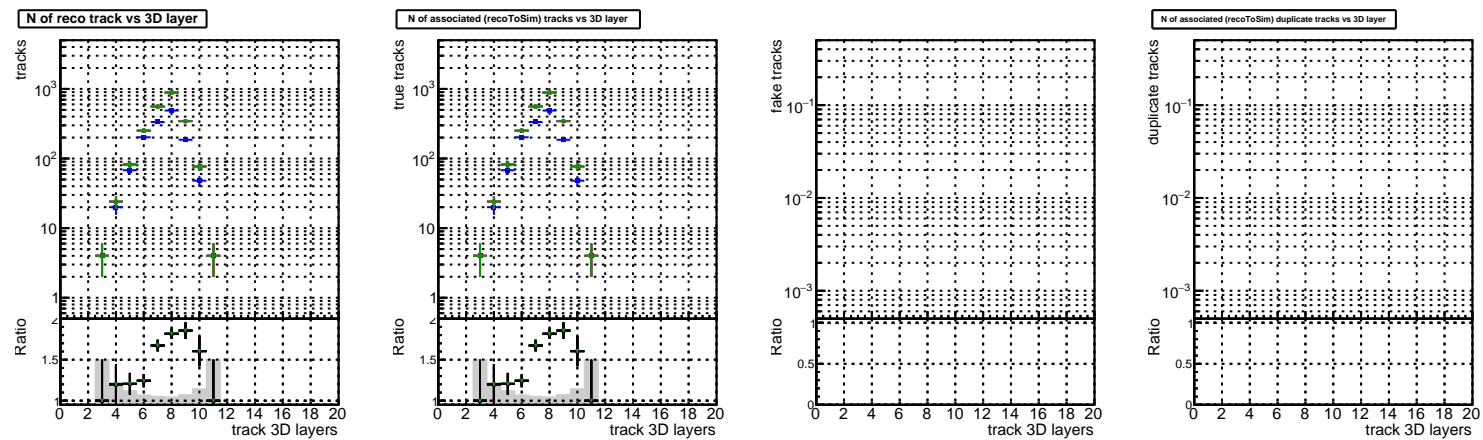 N of reco track vs 3D layer
tracks
10³
10²
10
1
Ratio
2
1.5
1
0 2 4 6 8 10 12 14 16 18 20
track 3D layers
N of associated (recoToSim) tracks vs 3D layer
true tracks
10³
10²
10
1
Ratio
2
1.5
1
0 2 4 6 8 10 12 14 16 18 20
track 3D layers
fake tracks
10⁻¹
10⁻²
10⁻³
Ratio
1
0.5
0
0 2 4 6 8 10 12 14 16 18 20
track 3D layers
N of associated (recoToSim) duplicate tracks vs 3D layer
duplicate tracks
10⁻¹
10⁻²
10⁻³
Ratio
1
0.5
0
0 2 4 6 8 10 12 14 16 18 20
track 3D layers